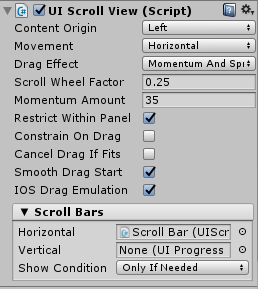 UI Scroll View (Script)
Content Origin Left
Movement Horizontal
Drag Effect Momentum And Spri
Scroll Wheel Factor 0.25
Momentum Amount 35
Restrict Within Panel
Constrain On Drag
Cancel Drag If Fits
Smooth Drag Start
IOS Drag Emulation
Scroll Bars
Horizontal Scroll Bar (UIScr
Vertical None (UI Progress
Show Condition Only If Needed